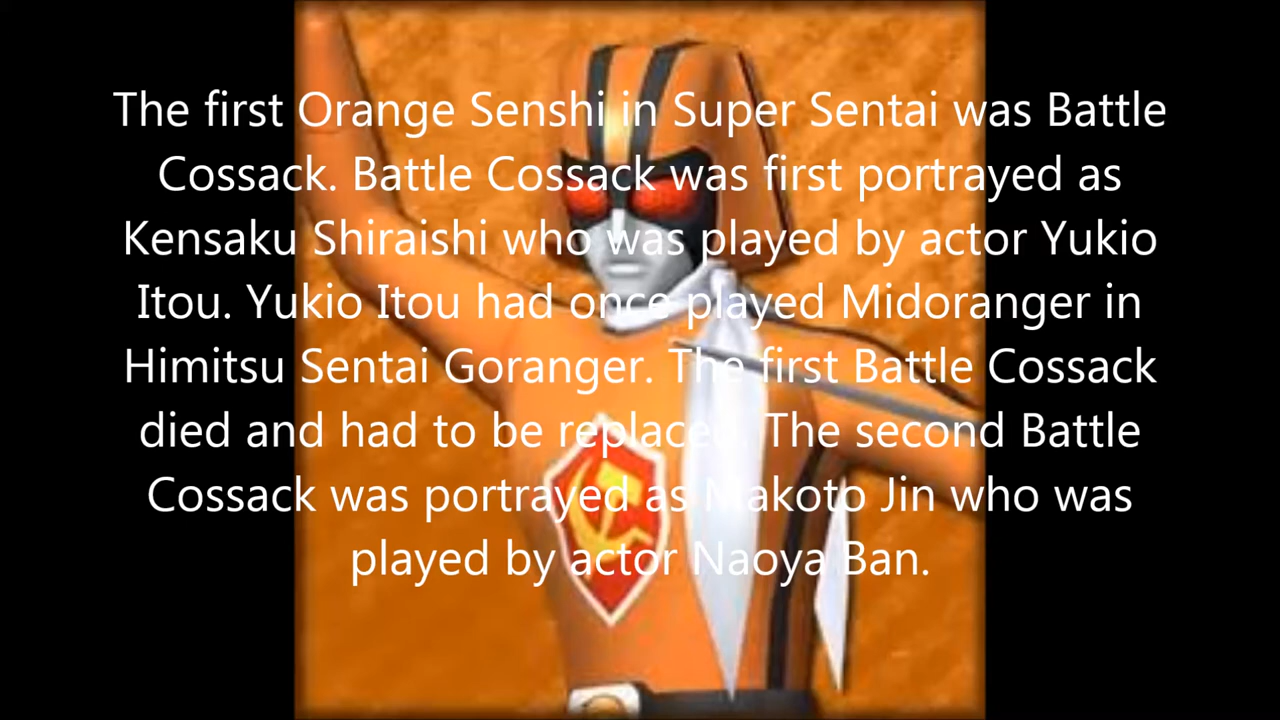 The first Orange Senshi in Super Sentai was Battle
Cossack. Battle Cossack was first portrayed as
Kensaku Shiraishi who was played by actor Yukio
Itou. Yukio Itou had once played Midoranger in
Himitsu Sentai Goranger. The first Battle Cossack
died and had to be replaced. The second Battle
Cossack was portrayed as Makoto Jin who was
played by actor Naoya Ban.